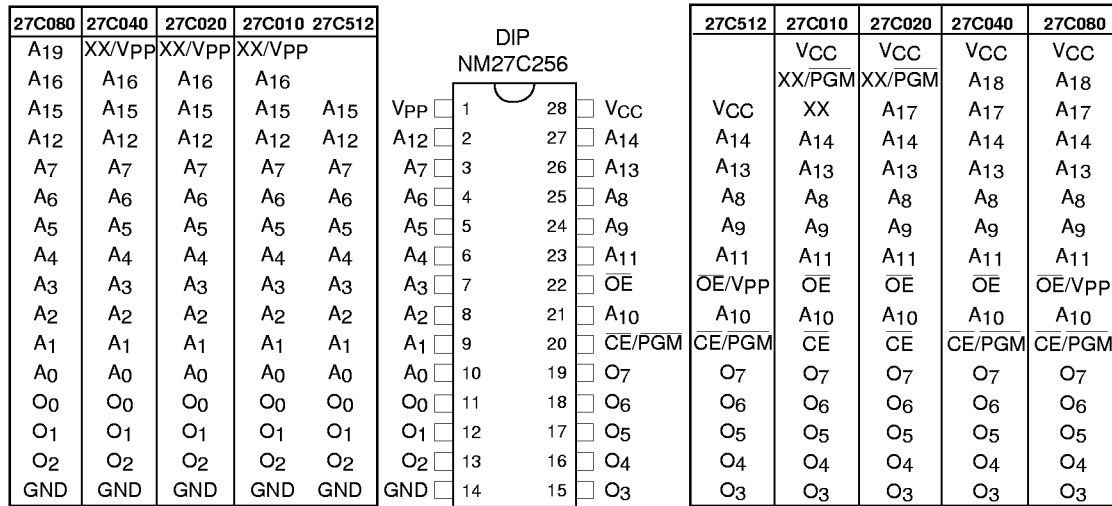 27C080 27C040 27C020 27C010 27C512 DIP 27C512 27C010 27C020 27C040 27C080
A19 XX/VPP XX/VPP XX/VPP NM27C256 VCC VCC VCC VCC
A16 A16 A16 A16 XX/PGM XX/PGM A18 A18
A15 A15 A15 A15 A15 VPP 1 28 VCC VCC XX A17 A17 A17
A12 A12 A12 A12 A12 A12 2 27 A14 A14 A14 A14 A14 A14
A7 A7 A7 A7 A7 A7 3 26 A13 A13 A13 A13 A13 A13
A6 A6 A6 A6 A6 A6 4 25 A8 A8 A8 A8 A8 A8
A5 A5 A5 A5 A5 A5 5 24 A9 A9 A9 A9 A9 A9
A4 A4 A4 A4 A4 A4 6 23 A11 A11 A11 A11 A11 A11
A3 A3 A3 A3 A3 A3 7 22 OE OE/VPP OE OE OE OE/VPP
A2 A2 A2 A2 A2 A2 8 21 A10 A10 A10 A10 A10 A10
A1 A1 A1 A1 A1 A1 9 20 CE/PGM CE/PGM CE CE CE/PGM CE/PGM
A0 A0 A0 A0 A0 A0 10 19 O7 O7 O7 O7 O7 O7
O0 O0 O0 O0 O0 O0 11 18 O6 O6 O6 O6 O6 O6
O1 O1 O1 O1 O1 O1 12 17 O5 O5 O5 O5 O5 O5
O2 O2 O2 O2 O2 O2 13 16 O4 O4 O4 O4 O4 O4
GND GND GND GND GND GND 14 15 O3 O3 O3 O3 O3 O3